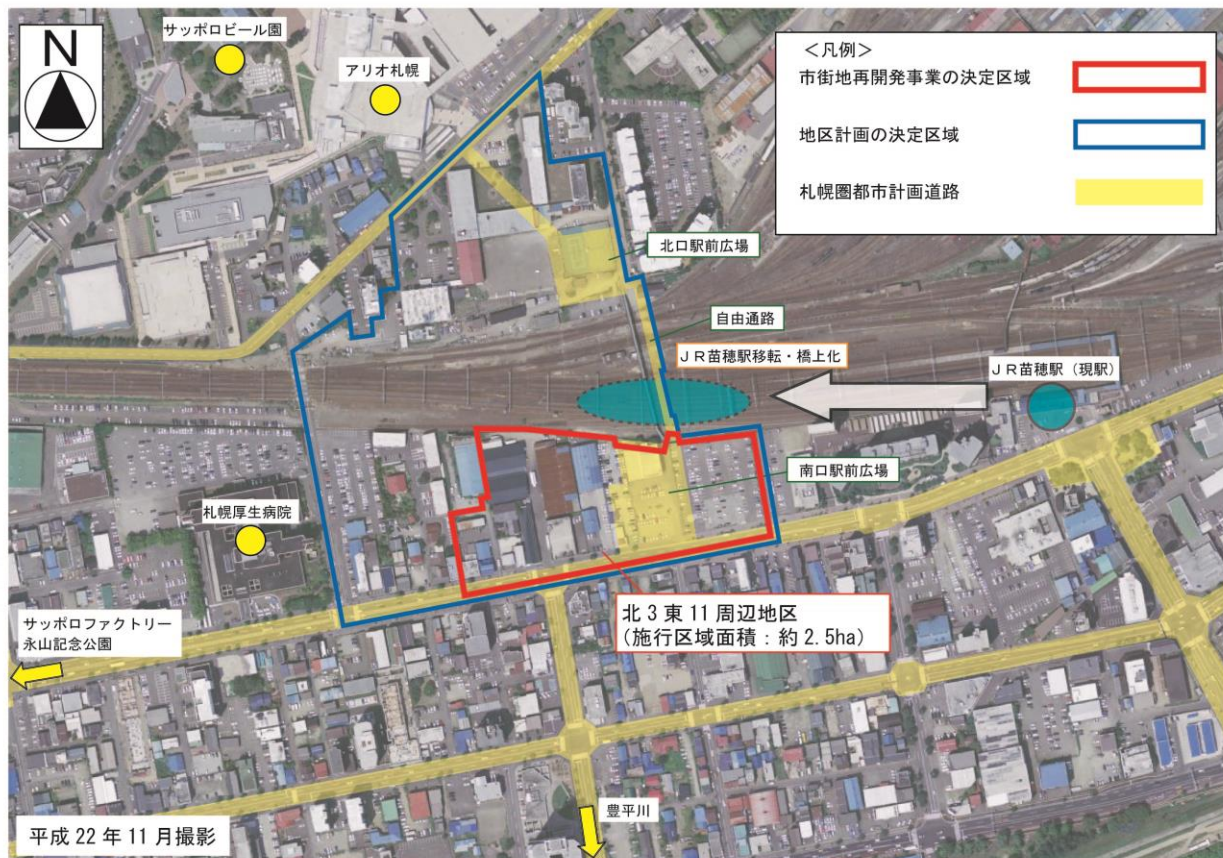 N
サッポロビール園
アリオ札幌
＜凡例＞
市街地再開発事業の決定区域
地区計画の決定区域
札幌圏都市計画道路
北口駅前広場
自由通路
ＪＲ苗穂駅移転・橋上化
ＪＲ苗穂駅（現駅）
南口駅前広場
札幌厚生病院
北３東１１周辺地区
（施行区域面積：約２.５ha）
サッポロファクトリー
永山記念公園
豊平川
平成２２年１１月撮影